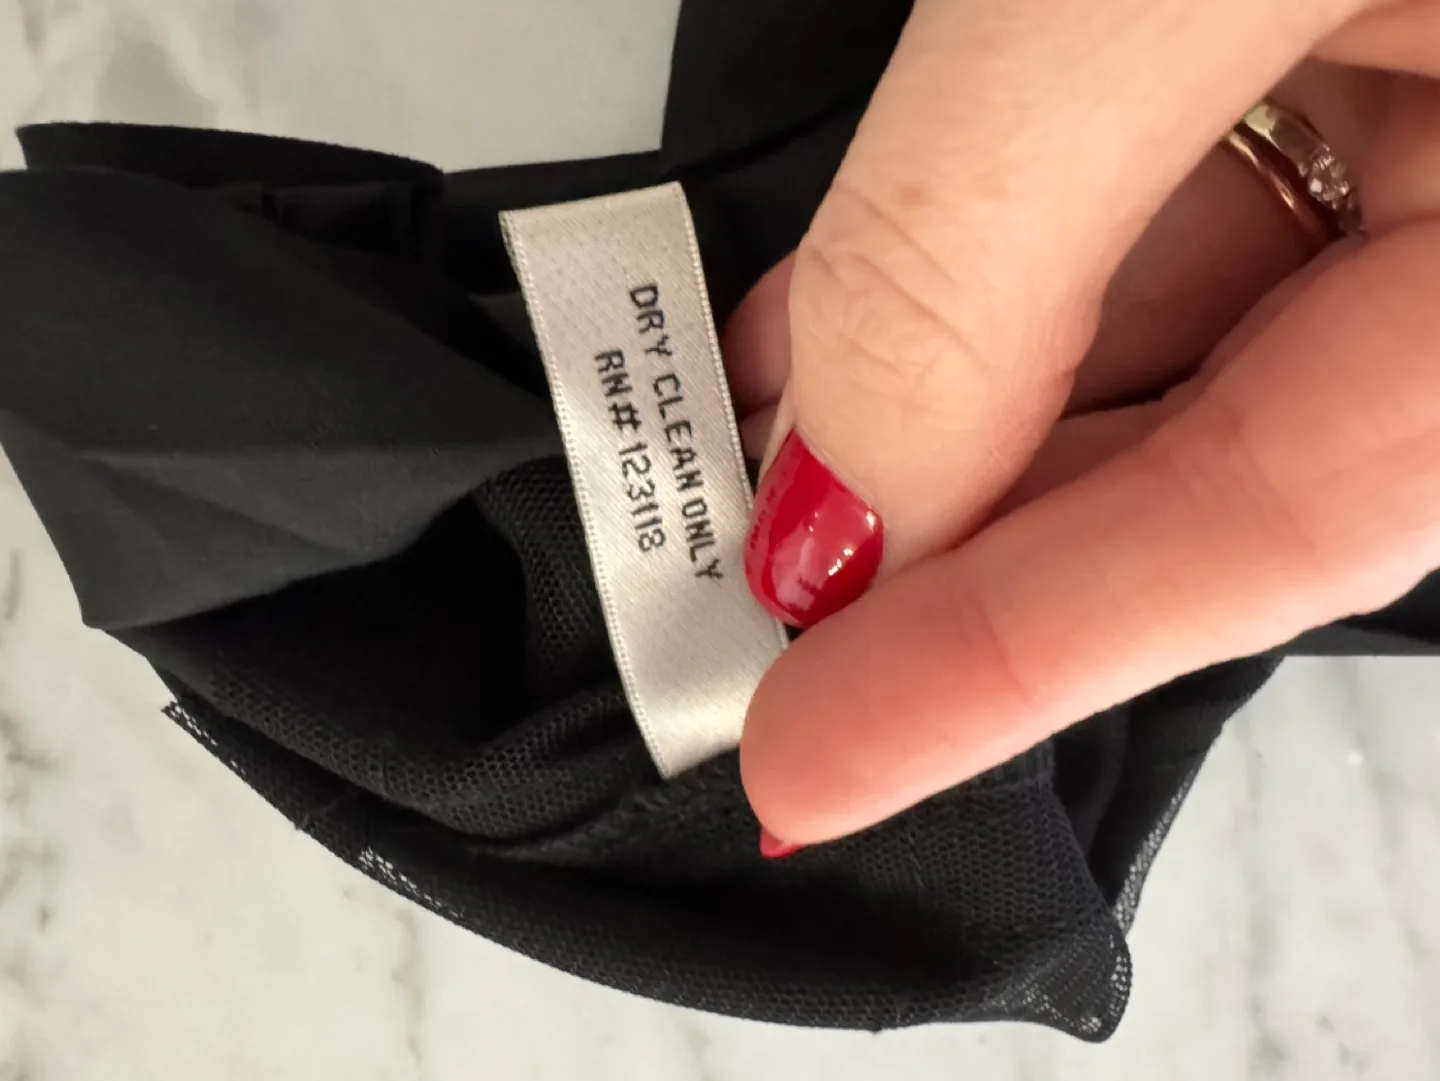 DRY CLEAN ONLY
RN# 123118